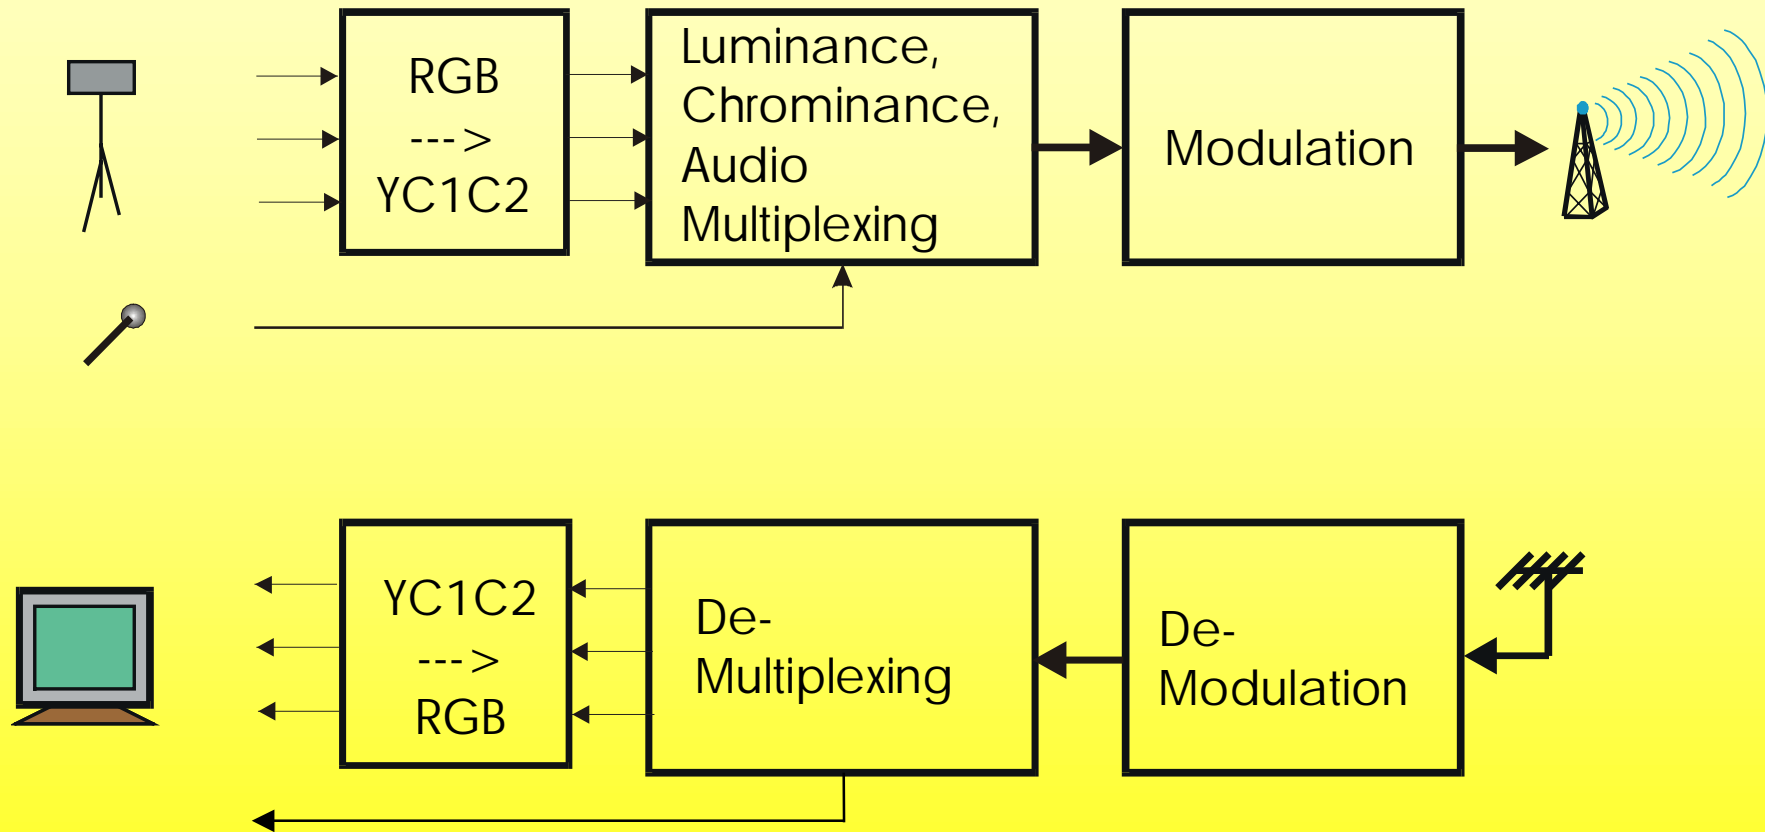 RGB
--->
YC1C2
Luminance,
Chrominance,
Audio
Multiplexing
Modulation
YC1C2
--->
RGB
De-
Multiplexing
De-
Modulation